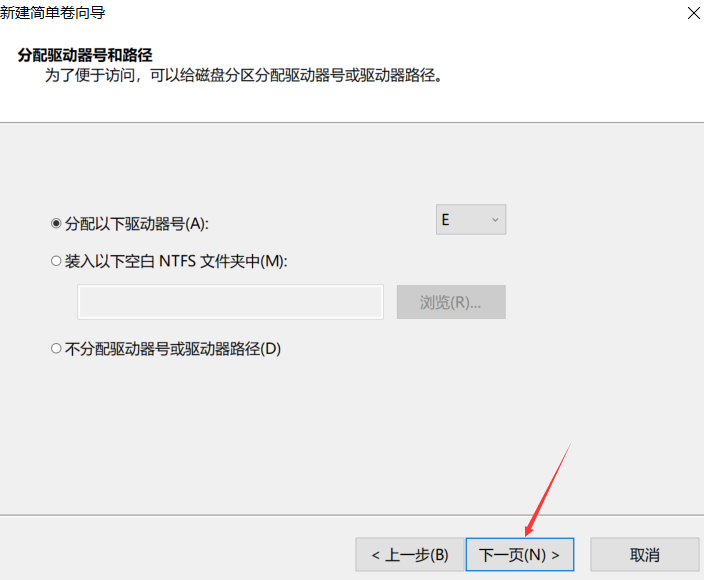 新建简单卷向导
分配驱动器号和路径
为了便于访问，可以给磁盘分区分配驱动器号或驱动器路径。
分配以下驱动器号(A):
E
装入以下空白 NTFS 文件夹中(M):
浏览(R)...
不分配驱动器号或驱动器路径(D)
< 上一步(B)
下一页(N) >
取消